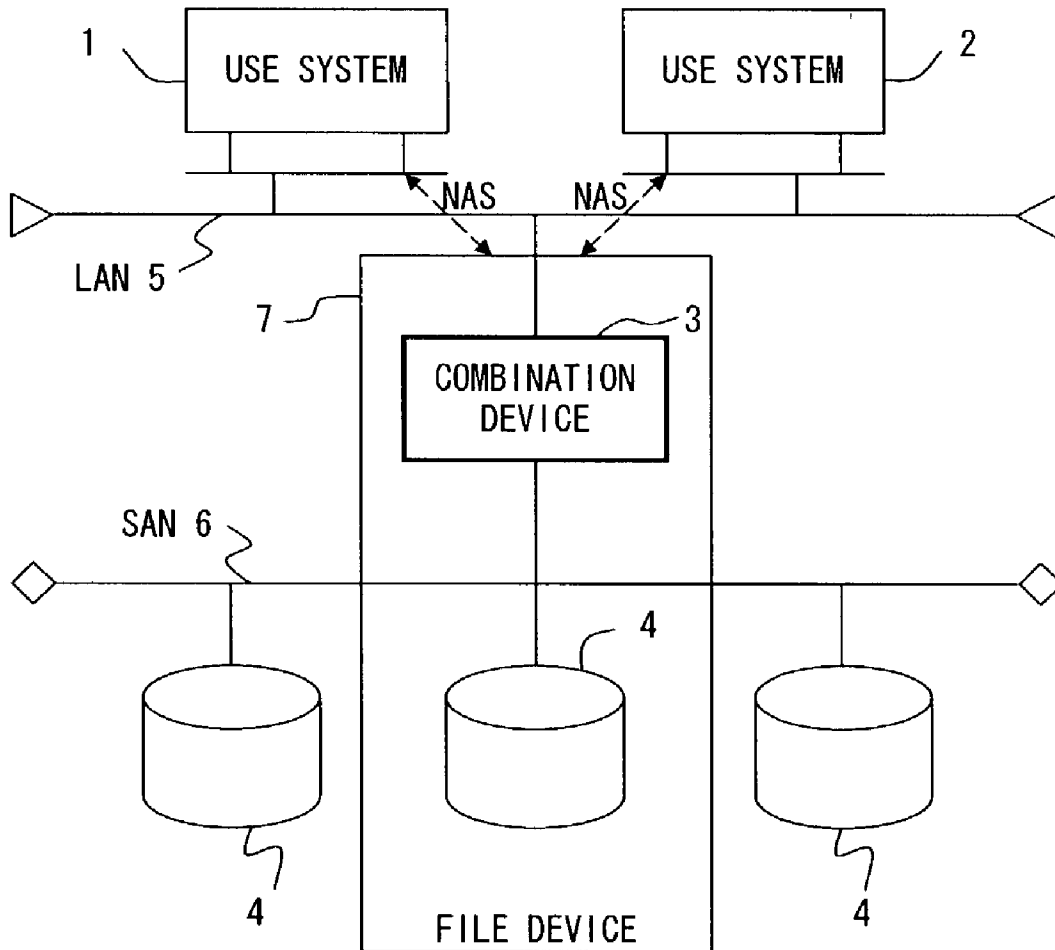 1
USE SYSTEM
USE SYSTEM
2
NAS
NAS
LAN 5
7
3
COMBINATION
DEVICE
SAN 6
4
4
4
FILE DEVICE